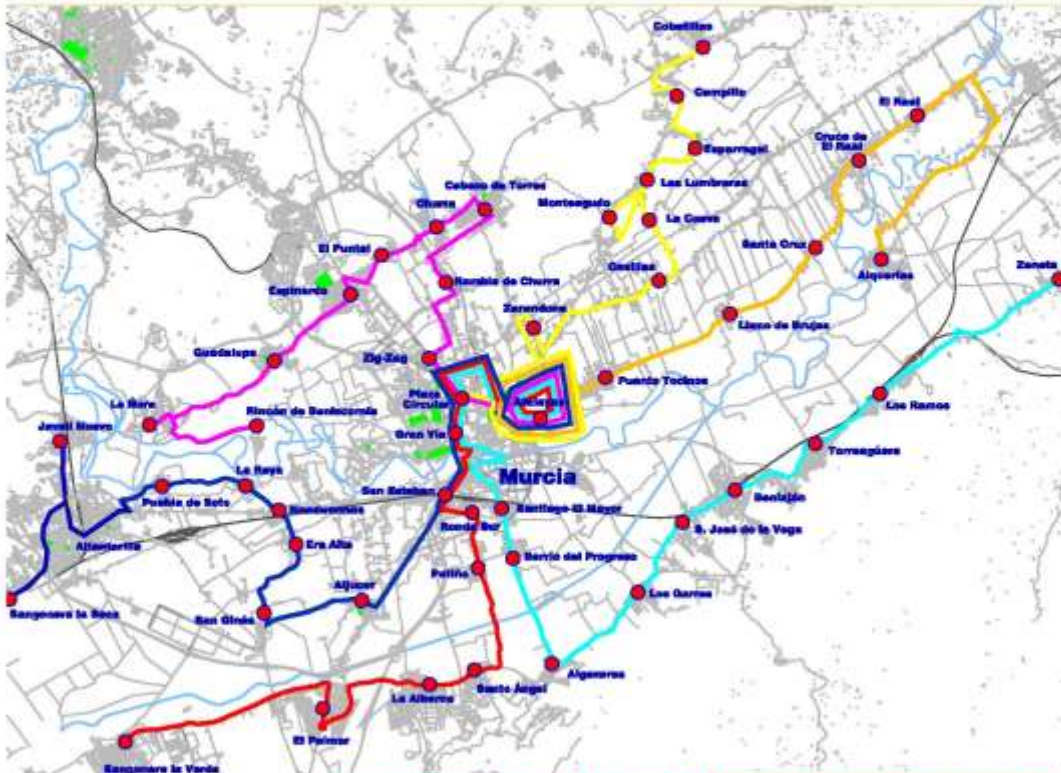 Cobatillas
Campillo
El Raal
Cruce de
El Raal
Esparragal
Las Lumbreras
Cabezo de Torres
Churra
Monteagudo
La Cueva
El Puntal
Santa Cruz
Casillas
Alquerías
Zeneta
Ronda de Churra
Espinardo
Zarandona
Llano de Brujas
Guadalupe
Zig-Zag
Puente Tocinos
Plaza
Circular
La Ñora
Rincón de Beniscornia
Los Ramos
Javalí Nuevo
Gran Vía
Torreagüera
La Raya
Murcia
Puebla de Soto
San Esteban
Beniaján
Santiago El Mayor
Ronda Sur
S. José de la Vega
Alcantarilla
Era Alta
Barrio del Progreso
Patiño
Aljucer
Los Garres
Sangonera la Seca
San Ginés
Algezares
Santo Ángel
La Alberca
El Palmar
Sangonera la Verde